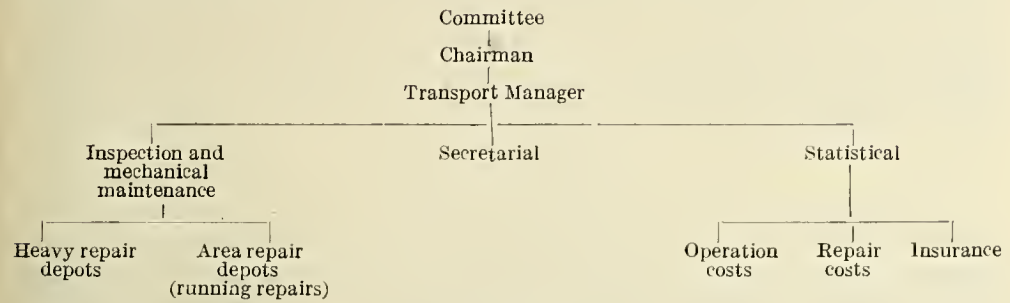 Committee
Chairman
Transport Manager
Inspection and
mechanical
maintenance
Secretarial
Statistical
Heavy repair
depots
Area repair
depots
(running repairs)
Operation
costs
Repair
costs
Insurance